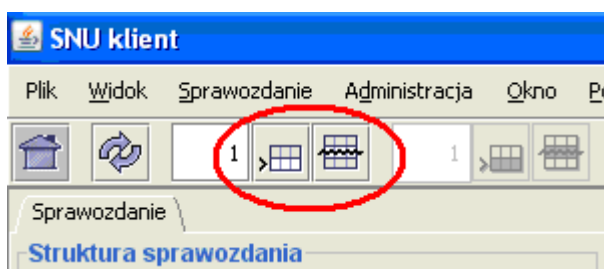 SNU klient
Plik Widok Sprawozdanie Administracja Okno
1 1
Sprawozdanie
Struktura sprawozdania